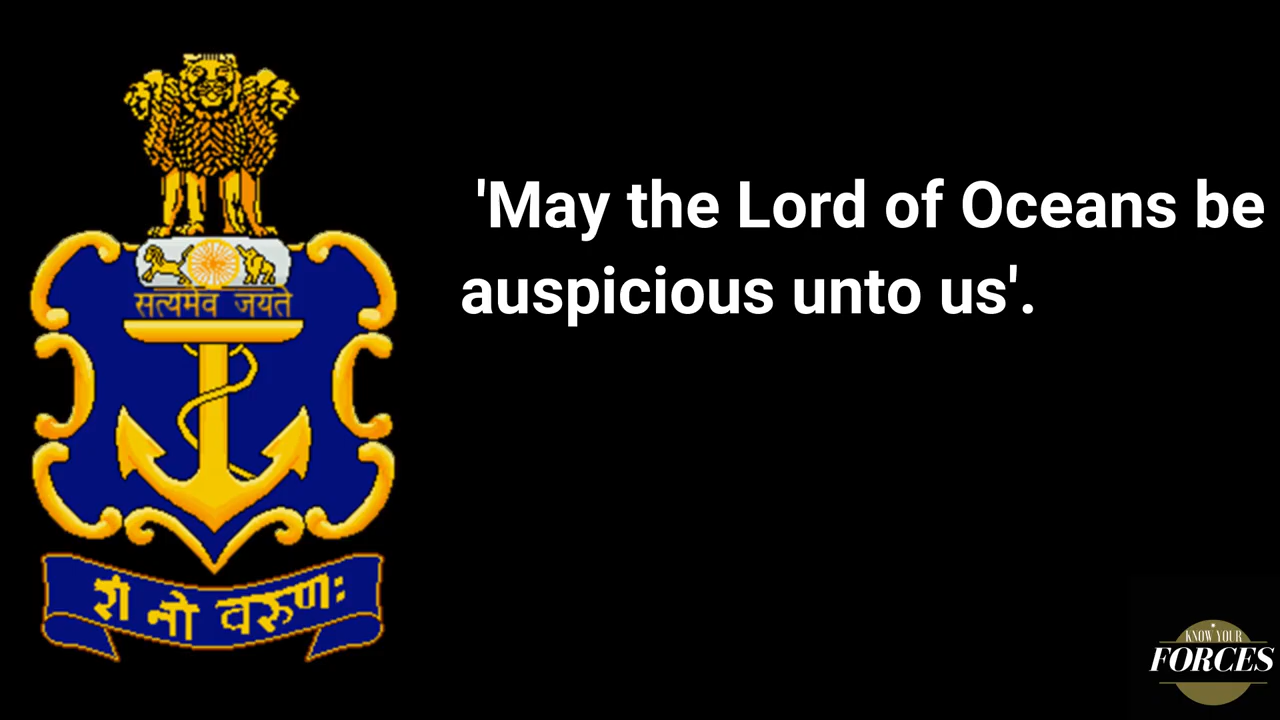 'May the Lord of Oceans be
auspicious unto us'.
सत्यमेव जयते
शं नो वरुणः
KNOW YOUR
FORCES